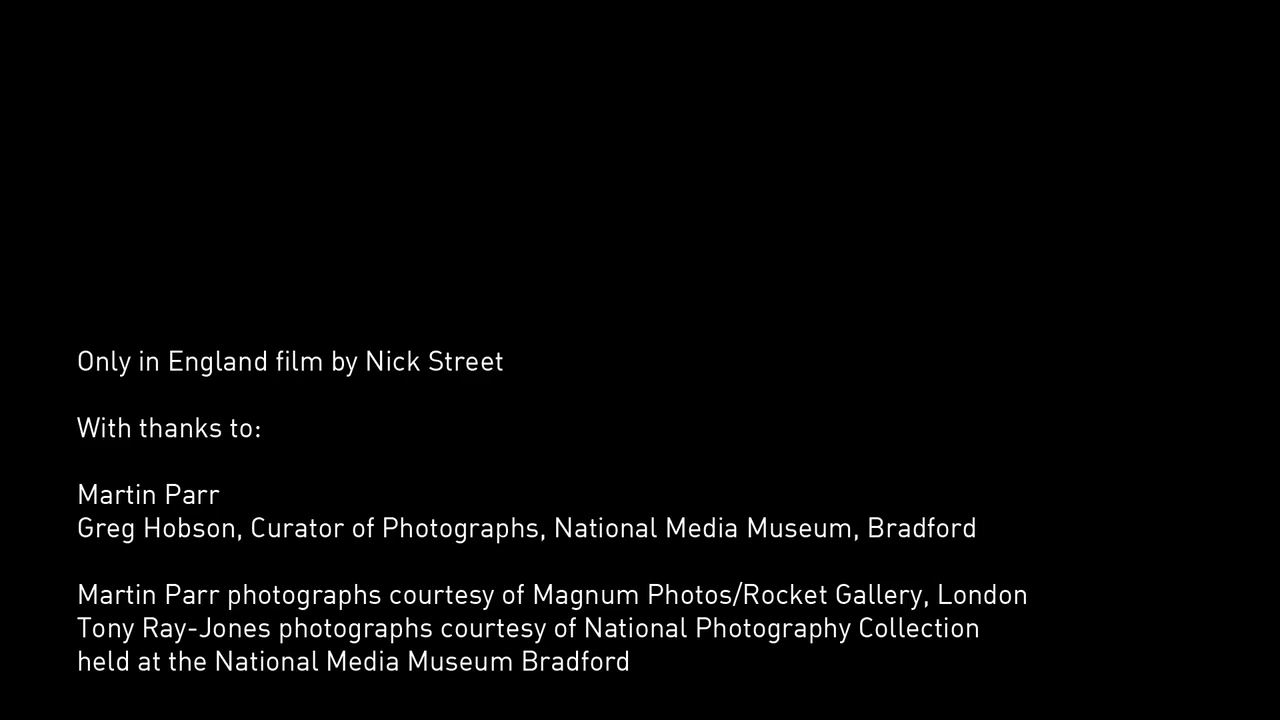 Only in England film by Nick Street
With thanks to:
Martin Parr
Greg Hobson, Curator of Photographs, National Media Museum, Bradford
Martin Parr photographs courtesy of Magnum Photos/Rocket Gallery, London
Tony Ray-Jones photographs courtesy of National Photography Collection
held at the National Media Museum Bradford